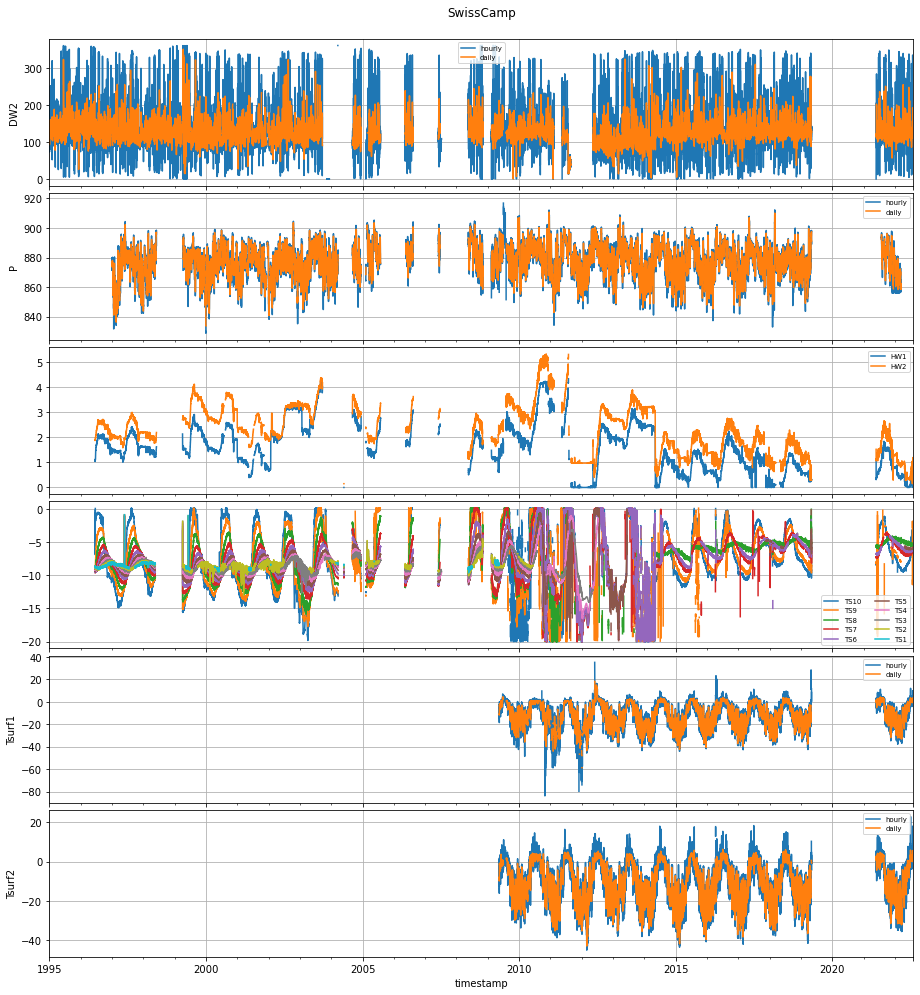 SwissCamp
300
200
100
0
DW2
hourly
daily
920
900
880
860
840
P
hourly
daily
5
4
3
2
1
0
HW1
HW2
0
−5
−10
−15
−20
TS10
TS9
TS8
TS7
TS6
TS5
TS4
TS3
TS2
TS1
40
20
0
−20
−40
−60
−80
Tsurf1
hourly
daily
20
0
−20
−40
Tsurf2
hourly
daily
1995
2000
2005
2010
2015
2020
timestamp